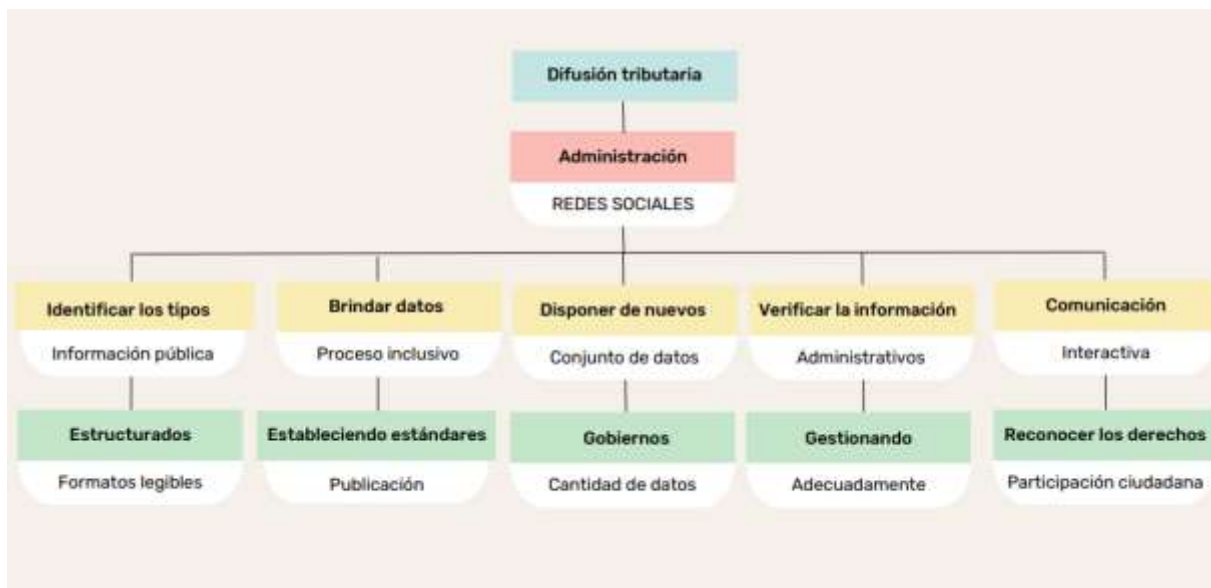 Difusión tributaria
Administración
REDES SOCIALES
Identificar los tipos
Información pública
Brindar datos
Proceso inclusivo
Disponer de nuevos
Conjunto de datos
Verificar la información
Administrativos
Comunicación
Interactiva
Estructurados
Formatos legibles
Estableciendo estándares
Publicación
Gobiernos
Cantidad de datos
Gestionando
Adecuadamente
Reconocer los derechos
Participación ciudadana